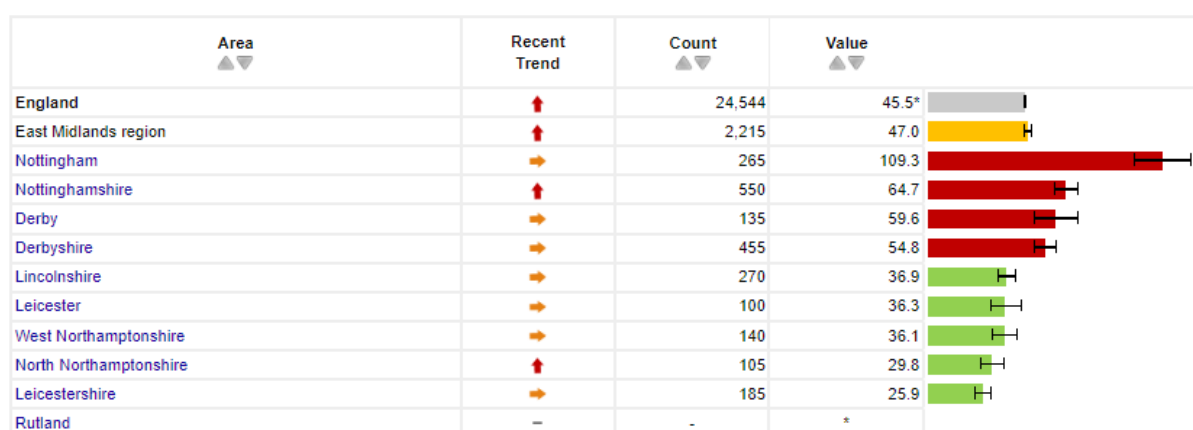 Area Recent Trend Count Value
England 24,544 45.5*
East Midlands region 2,215 47.0
Nottingham 265 109.3
Nottinghamshire 550 64.7
Derby 135 59.6
Derbyshire 455 54.8
Lincolnshire 270 36.9
Leicester 100 36.3
West Northamptonshire 140 36.1
North Northamptonshire 105 29.8
Leicestershire 185 25.9
Rutland – - *